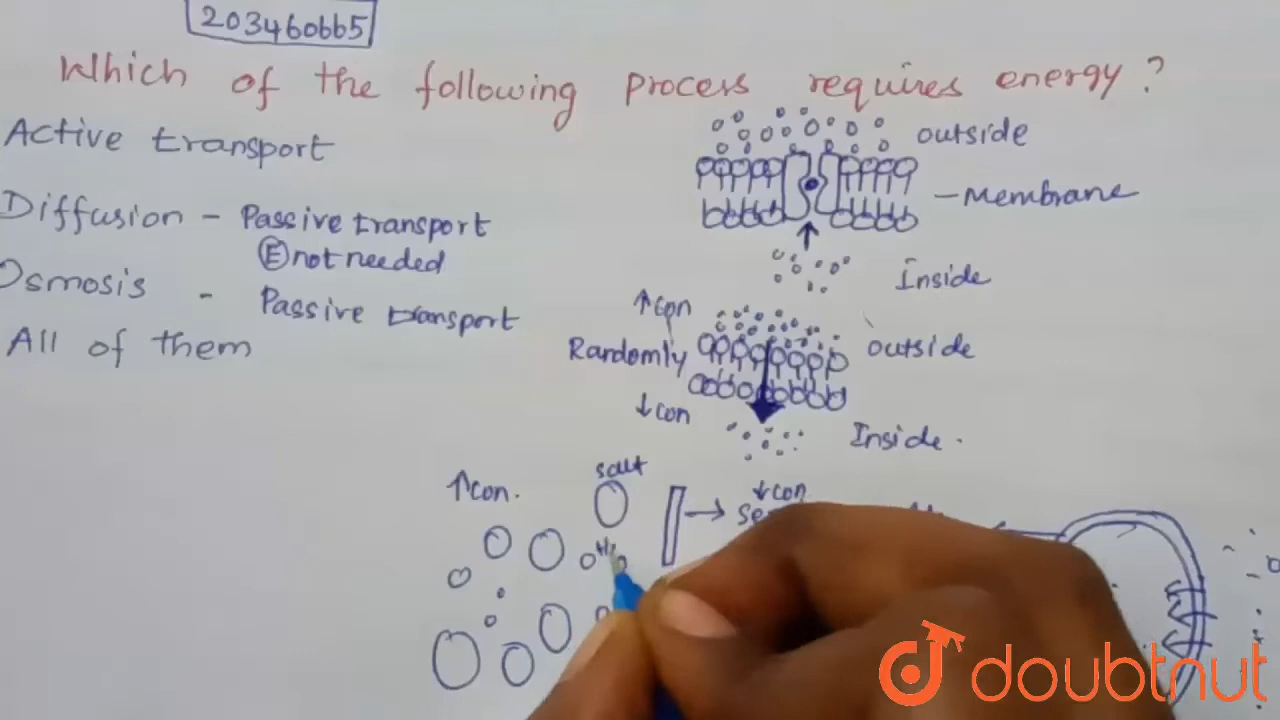 203460665
Which of the following process requires energy?
Active transport
outside
Membrane
Diffusion - Passive transport
E not needed
Inside
Osmosis - Passive transport
↑con
All of them
Randomly
outside
↓con
Inside.
salt
↑con.
↓con
doubtnut